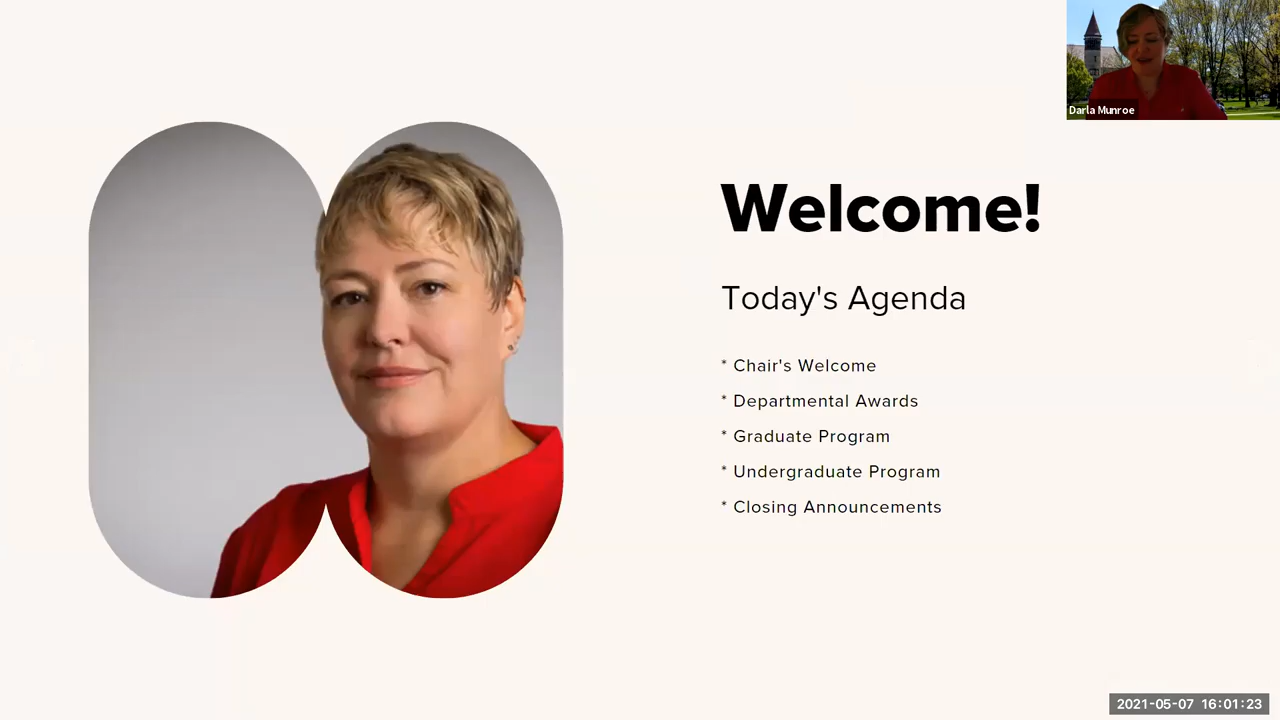 Darla Munroe
Welcome!
Today's Agenda
* Chair's Welcome
* Departmental Awards
* Graduate Program
* Undergraduate Program
* Closing Announcements
2021-05-07 16:01:23